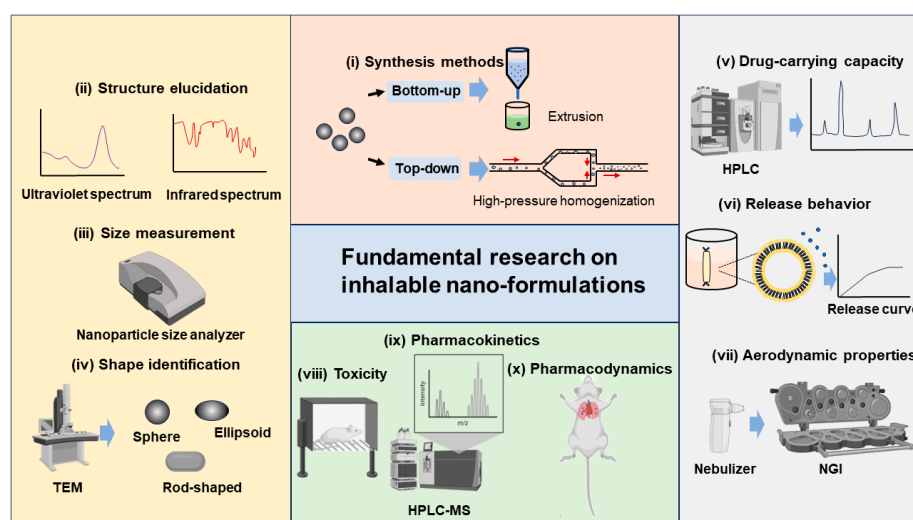 (i) Synthesis methods
Bottom-up
Extrusion
Top-down
High-pressure homogenization
(ii) Structure elucidation
Ultraviolet spectrum
Infrared spectrum
(iii) Size measurement
Nanoparticle size analyzer
(iv) Shape identification
Sphere
Ellipsoid
Rod-shaped
TEM
Fundamental research on
inhalable nano-formulations
(v) Drug-carrying capacity
HPLC
(vi) Release behavior
Release curve
(vii) Aerodynamic properties
Nebulizer
NGI
(viii) Toxicity
(ix) Pharmacokinetics
Intensity
m/z
HPLC-MS
(x) Pharmacodynamics